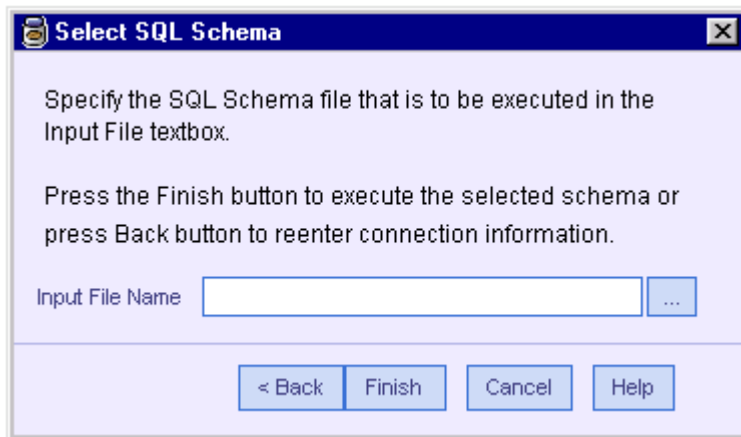 Select SQL Schema
Specify the SQL Schema file that is to be executed in the
Input File textbox.
Press the Finish button to execute the selected schema or
press Back button to reenter connection information.
Input File Name ...
< Back Finish Cancel Help